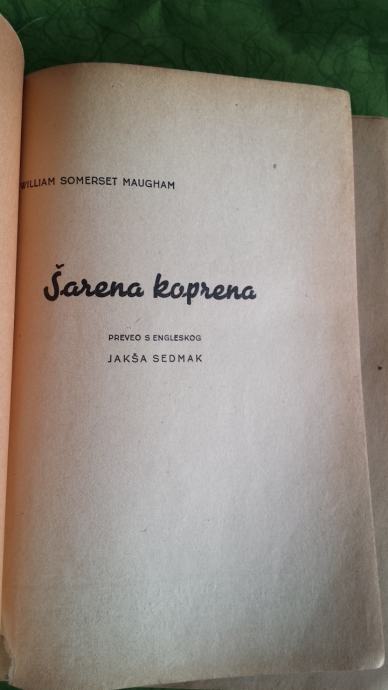 WILLIAM SOMERSET MAUGHAM
Šarena koprena
PREVEO S ENGLESKOG
JAKŠA SEDMAK